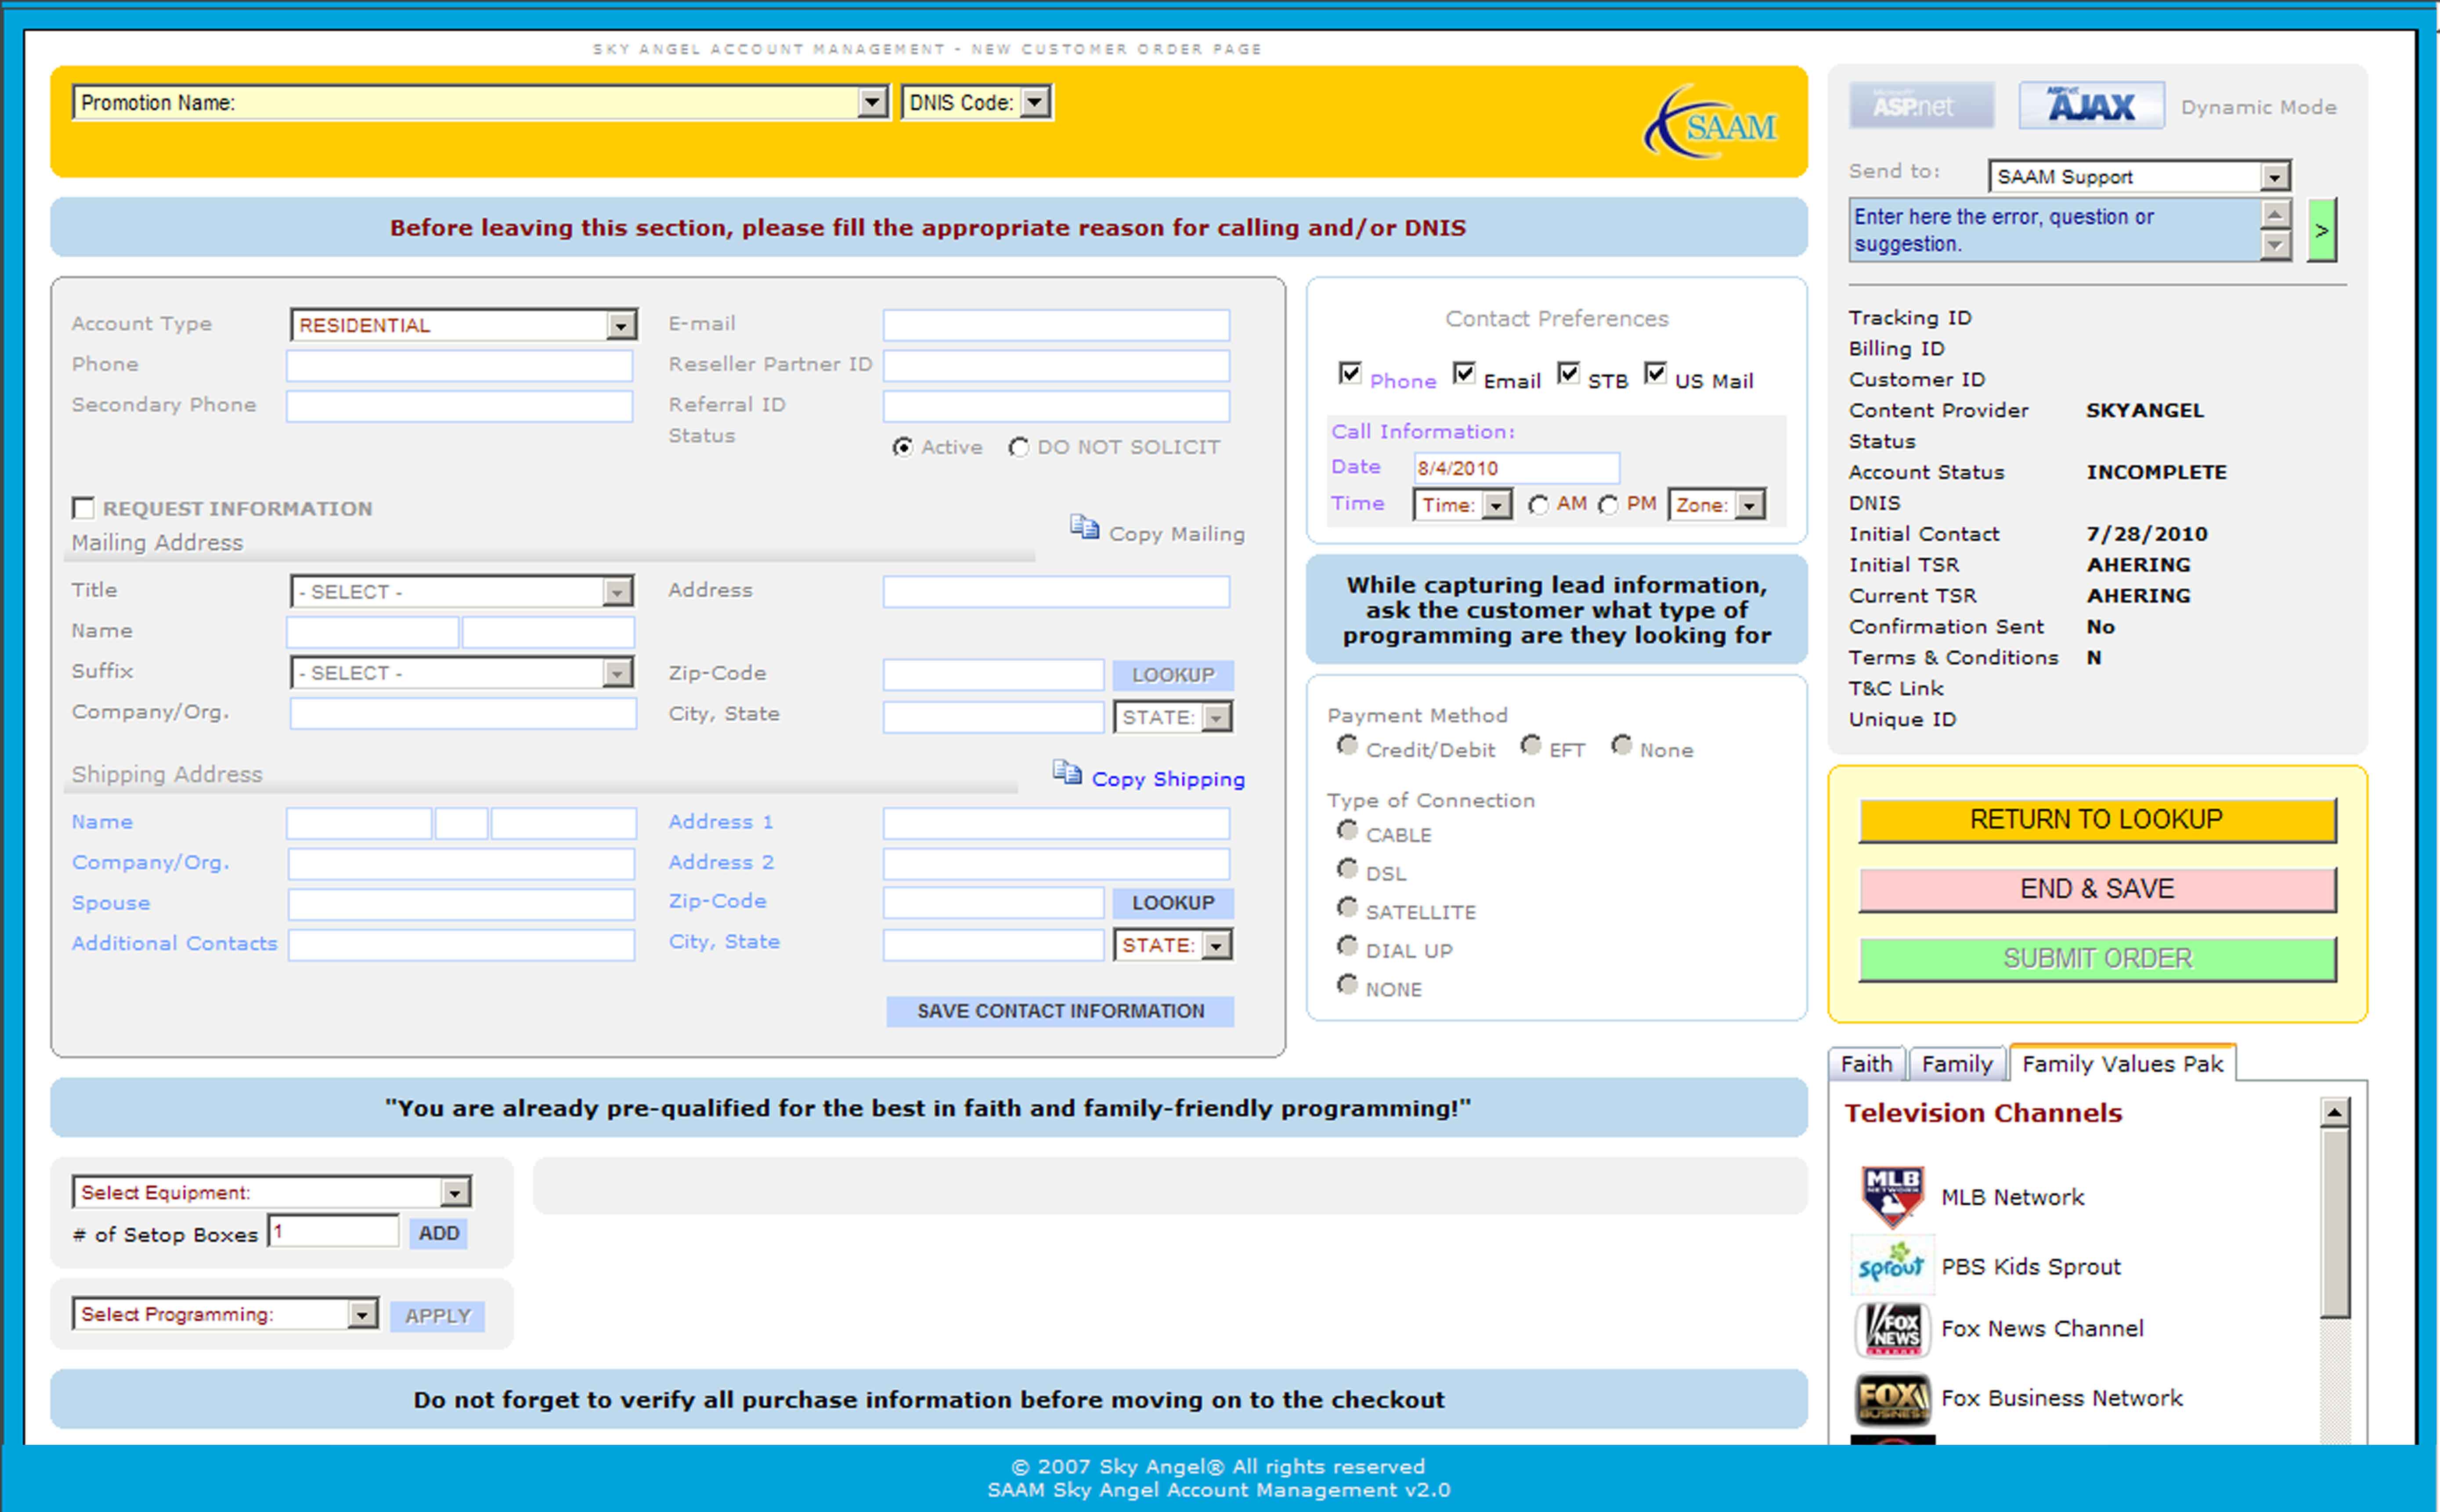 SKY ANGEL ACCOUNT MANAGEMENT - NEW CUSTOMER ORDER PAGE
Promotion Name:
DNIS Code:
SAAM
Before leaving this section, please fill the appropriate reason for calling and/or DNIS
Account Type
RESIDENTIAL
E-mail
Phone
Reseller Partner ID
Secondary Phone
Referral ID
Status
Active
DO NOT SOLICIT
REQUEST INFORMATION
Mailing Address
Copy Mailing
Title
- SELECT -
Address
Name
Suffix
- SELECT -
Zip-Code
LOOKUP
Company/Org.
City, State
STATE:
Shipping Address
Copy Shipping
Name
Address 1
Company/Org.
Address 2
Spouse
Zip-Code
LOOKUP
Additional Contacts
City, State
STATE:
SAVE CONTACT INFORMATION
Contact Preferences
Phone
Email
STB
US Mail
Call Information:
Date
8/4/2010
Time
Time:
AM
PM
Zone:
While capturing lead information,
ask the customer what type of
programming are they looking for
Payment Method
Credit/Debit
EFT
None
Type of Connection
CABLE
DSL
SATELLITE
DIAL UP
NONE
"You are already pre-qualified for the best in faith and family-friendly programming!"
Select Equipment:
# of Setop Boxes
1
ADD
Select Programming:
APPLY
Do not forget to verify all purchase information before moving on to the checkout
Microsoft
ASP.net
ASP.net
AJAX
Dynamic Mode
Send to:
SAAM Support
Enter here the error, question or
suggestion.
>
Tracking ID
Billing ID
Customer ID
Content Provider SKYANGEL
Status
Account Status INCOMPLETE
DNIS
Initial Contact 7/28/2010
Initial TSR AHERING
Current TSR AHERING
Confirmation Sent No
Terms & Conditions N
T&C Link
Unique ID
RETURN TO LOOKUP
END & SAVE
SUBMIT ORDER
Faith
Family
Family Values Pak
Television Channels
MLB
NETWORK
MLB Network
sprout
PBS Kids Sprout
FOX
NEWS
channel
Fox News Channel
FOX
BUSINESS
Fox Business Network
© 2007 Sky Angel® All rights reserved
SAAM Sky Angel Account Management v2.0